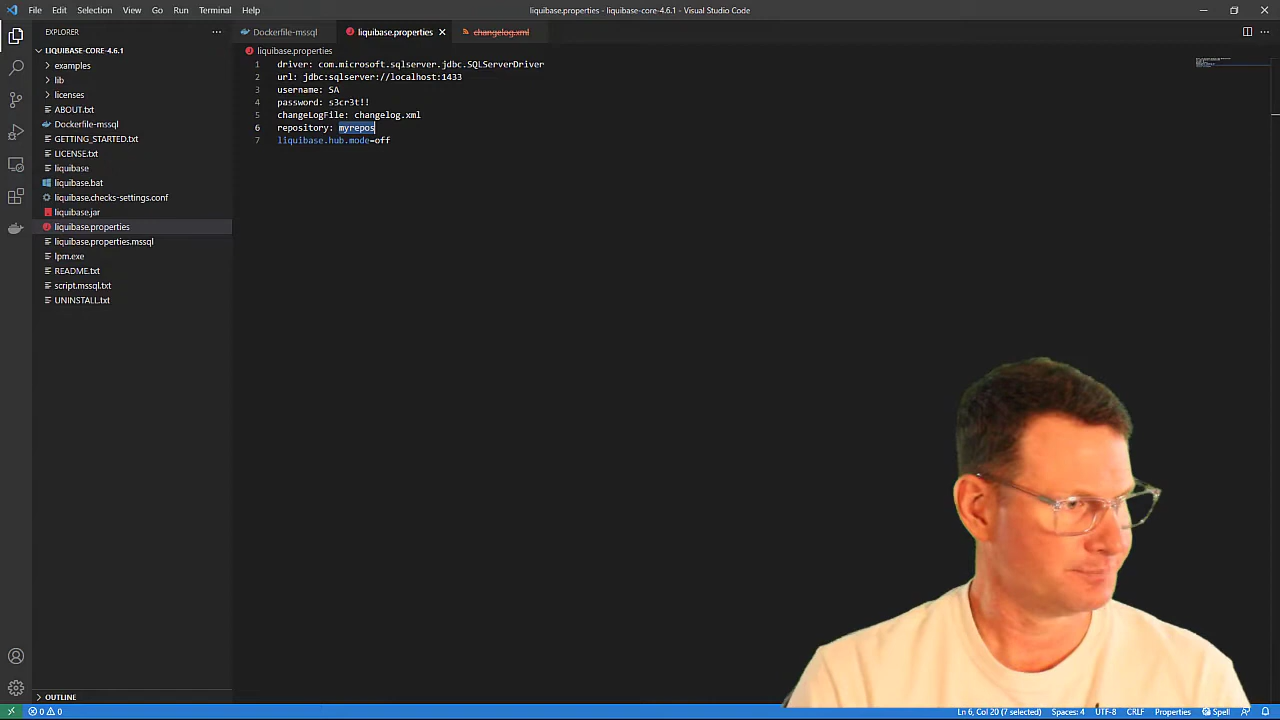 File Edit Selection View Go Run Terminal Help
liquibase.properties - liquibase-core-4.6.1 - Visual Studio Code
EXPLORER
Dockerfile-mssql
liquibase.properties
changelog.xml
LIQUIBASE-CORE-4.6.1
examples
lib
licenses
ABOUT.txt
Dockerfile-mssql
GETTING_STARTED.txt
LICENSE.txt
liquibase
liquibase.bat
liquibase.checks-settings.conf
liquibase.jar
liquibase.properties
liquibase.properties.mssql
lpm.exe
README.txt
script.mssql.txt
UNINSTALL.txt
OUTLINE
liquibase.properties
1 driver: com.microsoft.sqlserver.jdbc.SQLServerDriver
2 url: jdbc:sqlserver://localhost:1433
3 username: SA
4 password: s3cr3t!!
5 changeLogFile: changelog.xml
6 repository: myrepos
7 liquibase.hub.mode=off
0 0
Ln 6, Col 20 (7 selected) Spaces: 4 UTF-8 CRLF Properties Spell